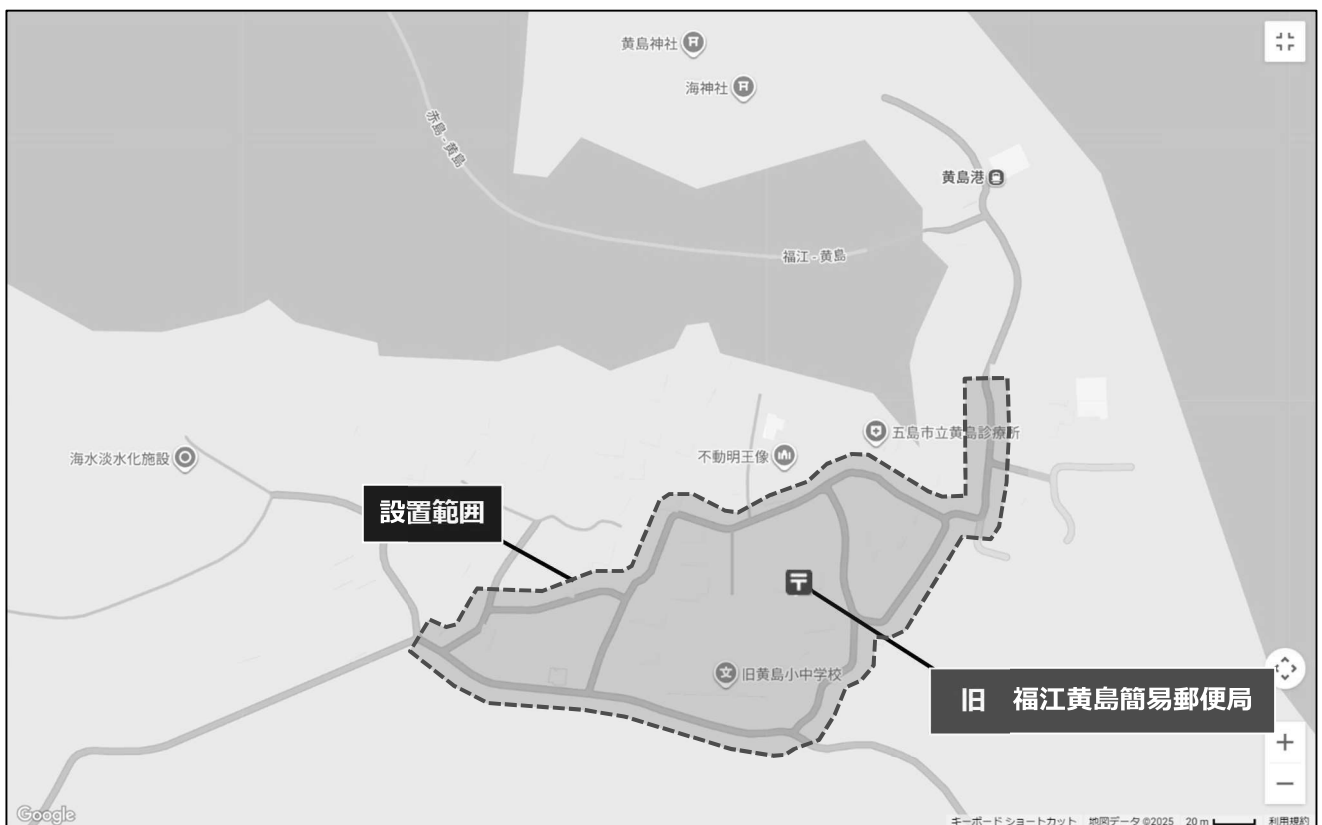 黄島神社
海神社
赤島 - 黄島
黄島港
福江 - 黄島
五島市立黄島診療所
不動明王像
海水淡水化施設
設置範囲
旧黄島小中学校
旧 福江黄島簡易郵便局
Google
キーボード ショートカット 地図データ ©2025 20 m 利用規約